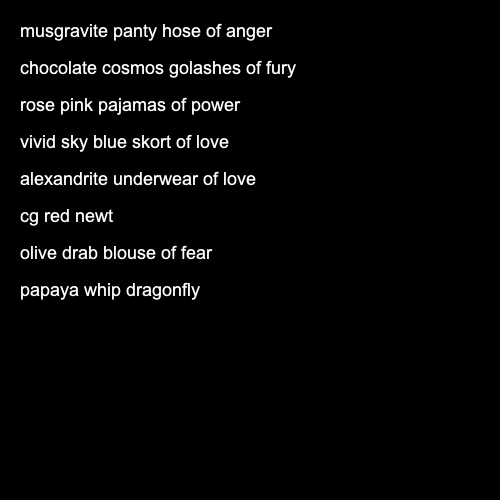 musgravite panty hose of anger
chocolate cosmos golashes of fury
rose pink pajamas of power
vivid sky blue skort of love
alexandrite underwear of love
cg red newt
olive drab blouse of fear
papaya whip dragonfly